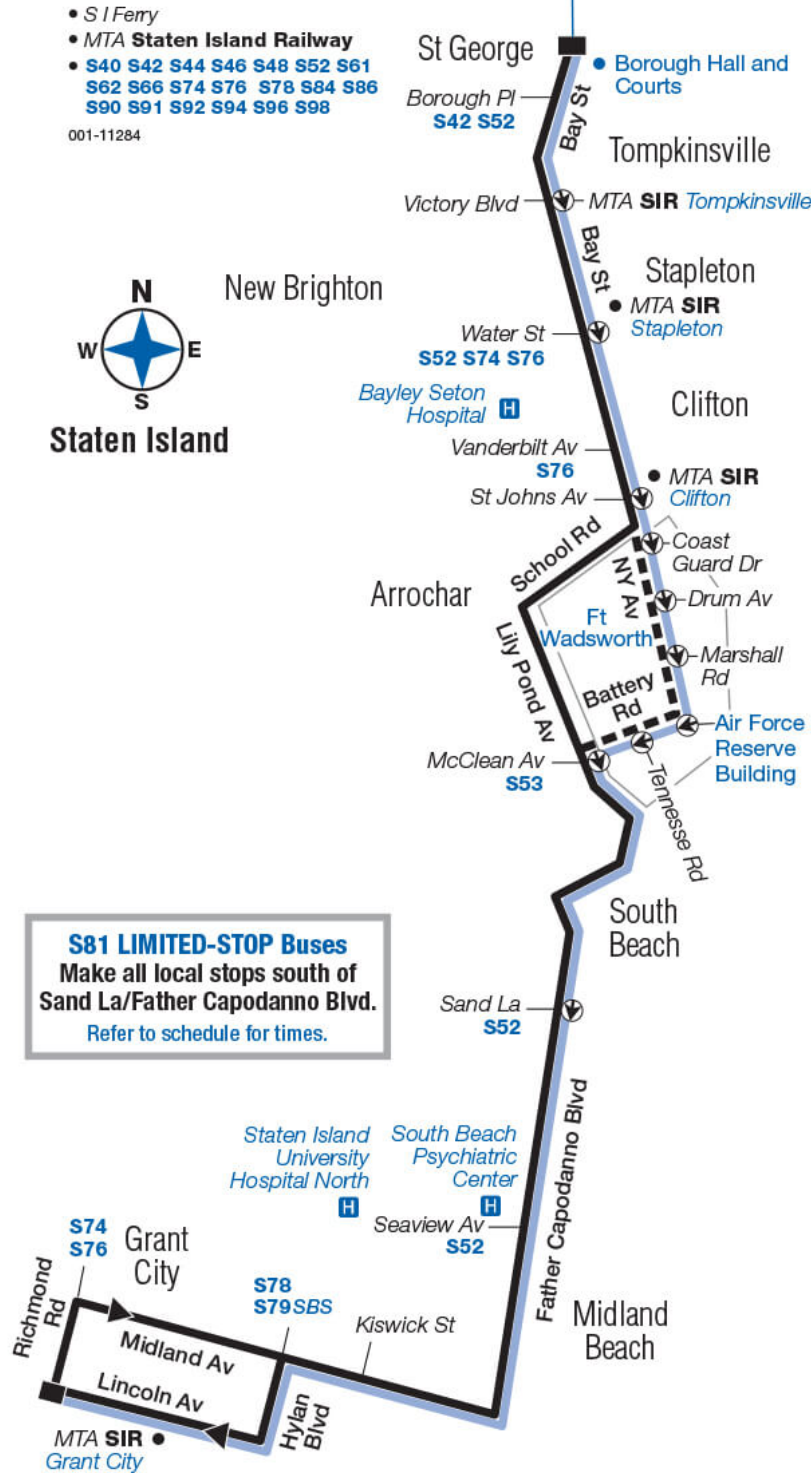 • S I Ferry
• MTA Staten Island Railway
• S40 S42 S44 S46 S48 S52 S61
S62 S66 S74 S76 S78 S84 S86
S90 S91 S92 S94 S96 S98
001-11284
St George
• Borough Hall and
Courts
Borough Pl
S42 S52
Bay St
Tompkinsville
Victory Blvd
MTA SIR Tompkinsville
Bay St
Stapleton
• MTA SIR
Stapleton
New Brighton
N
W
E
S
Staten Island
Water St
S52 S74 S76
Bayley Seton
Hospital H
Clifton
Vanderbilt Av
S76
• MTA SIR
Clifton
St Johns Av
School Rd
Coast
Guard Dr
NY Av
Arrochar
Drum Av
Ft
Wadsworth
Lily Pond Av
Marshall
Rd
Battery
Rd
Air Force
Reserve
Building
McClean Av
S53
Tennesse Rd
South
Beach
S81 LIMITED-STOP Buses
Make all local stops south of
Sand La/Father Capodanno Blvd.
Refer to schedule for times.
Sand La
S52
Father Capodanno Blvd
Staten Island
University
Hospital North
H
South Beach
Psychiatric
Center
H
Seaview Av
S52
S74
S76
Grant
City
S78
S79 SBS
Kiswick St
Midland
Beach
Richmond
Rd
Midland Av
Lincoln Av
Hylan
Blvd
MTA SIR •
Grant City